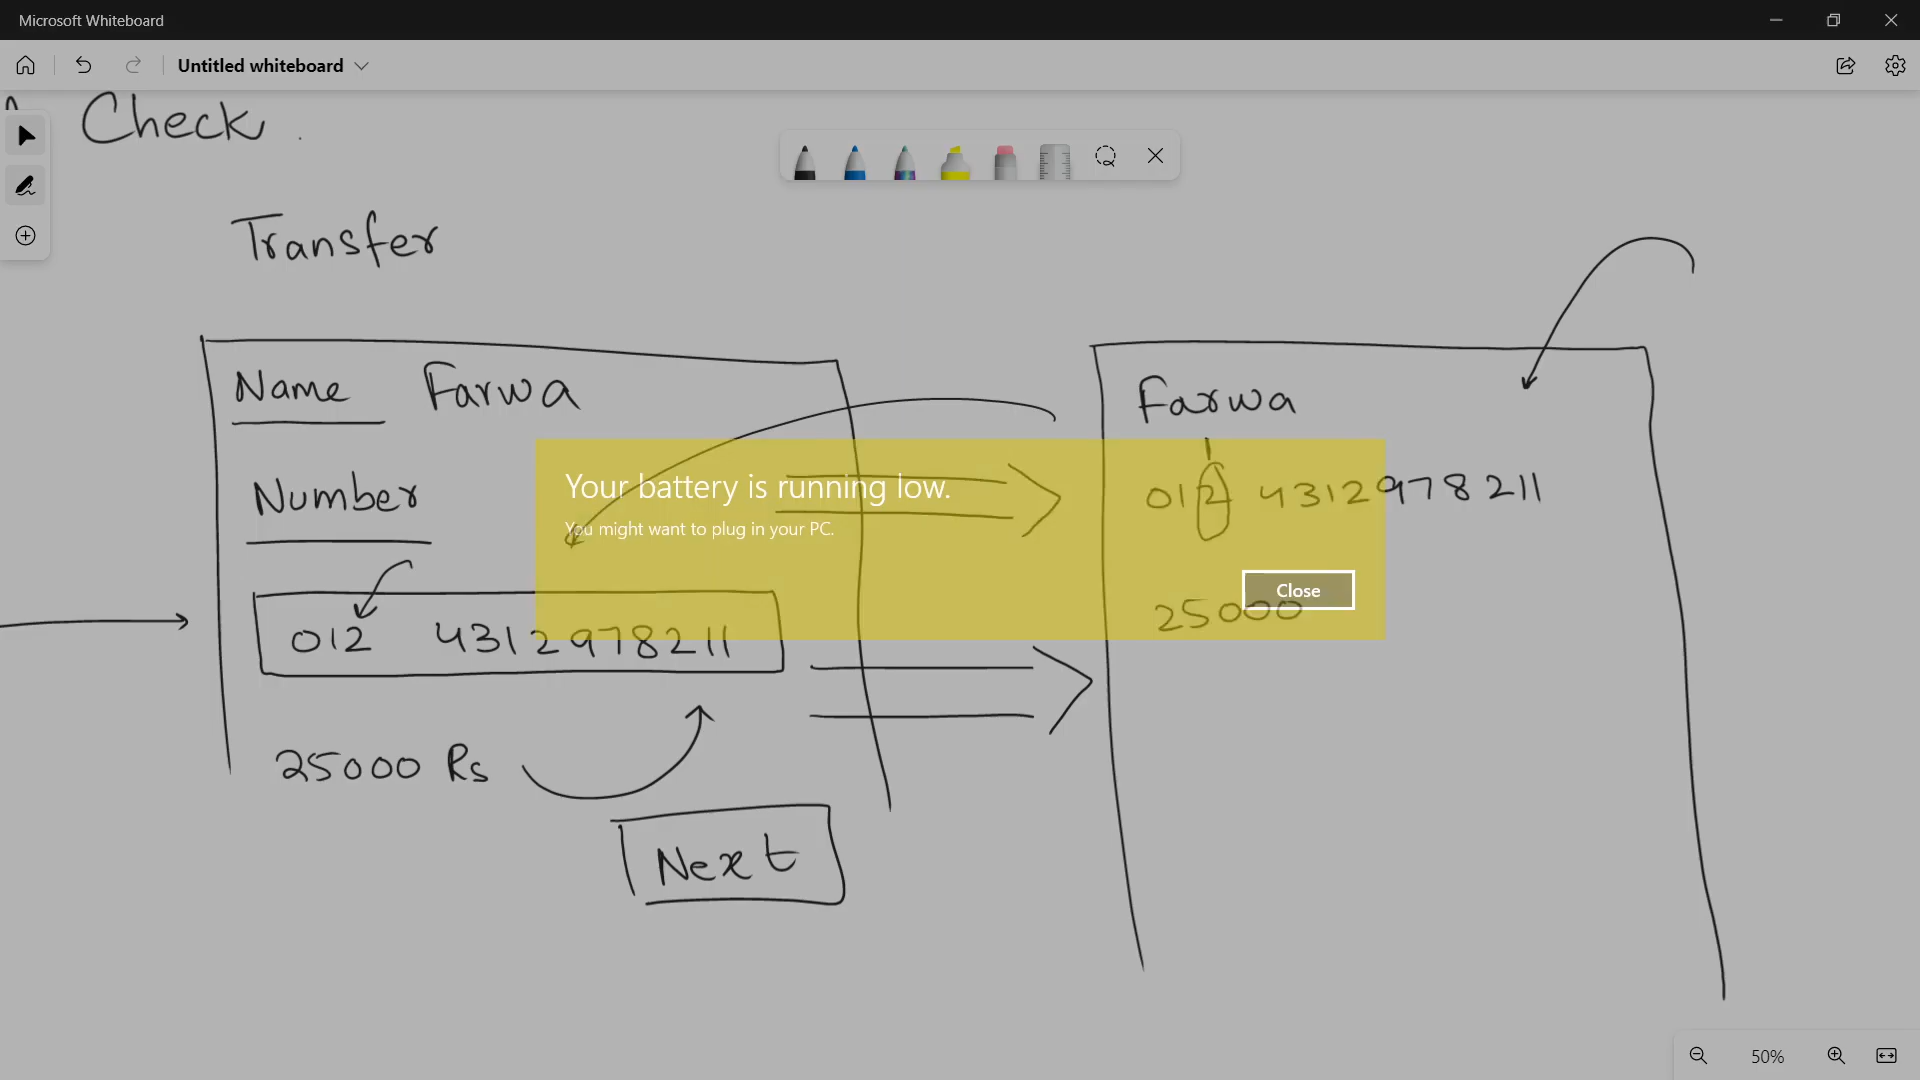 Microsoft Whiteboard
Untitled whiteboard
Check
Transfer
Name Farwa
Number
012 4312978211
25000 Rs
Next
Farwa
012 4312978211
25000
Your battery is running low.
You might want to plug in your PC.
Close
50%